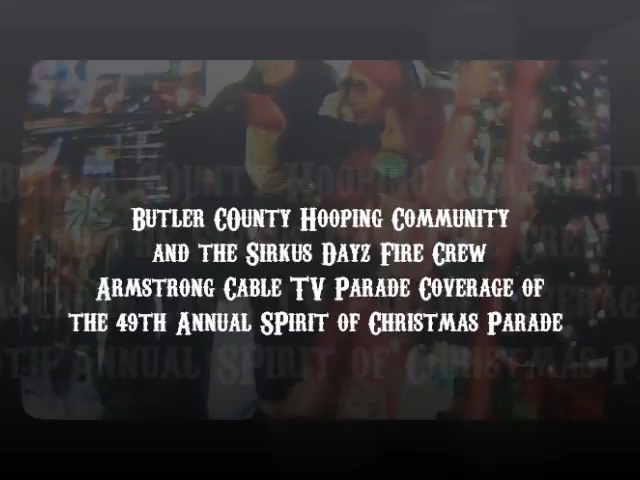 Butler COunty Hooping Community
and the Sirkus Dayz Fire Crew
Armstrong Cable TV Parade Coverage of
the 49th Annual SPirit of Christmas Parade